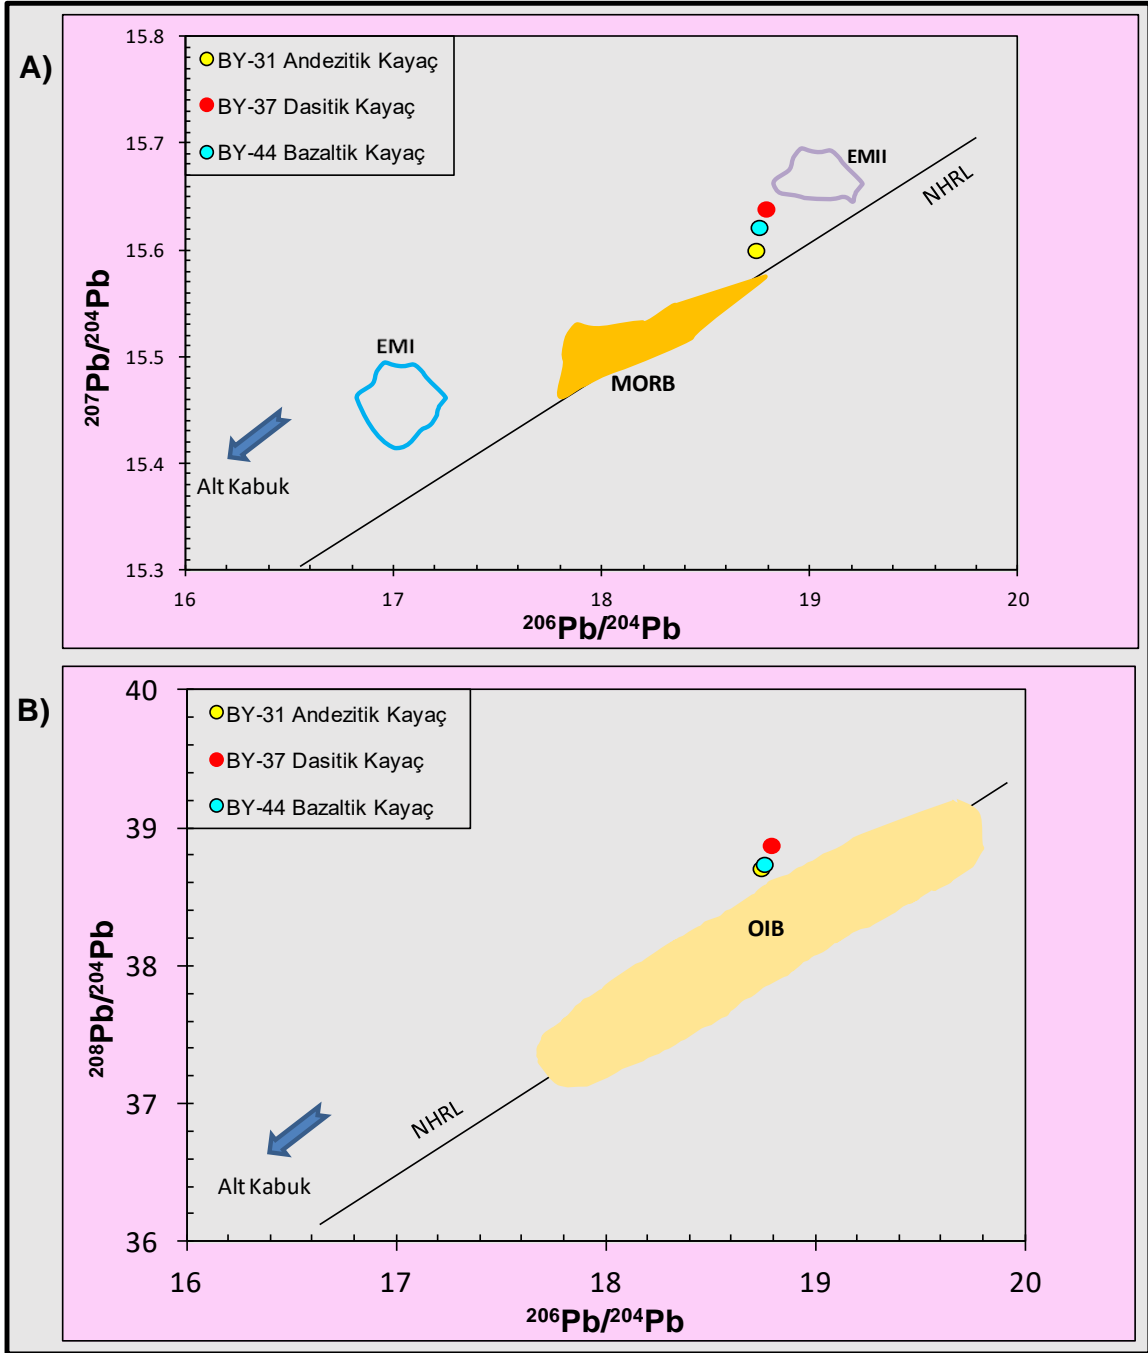 A)
15.8
15.7
15.6
15.5
15.4
15.3
²⁰⁷Pb/²⁰⁴Pb
BY-31 Andezitik Kayaç
BY-37 Dasitik Kayaç
BY-44 Bazaltik Kayaç
EMII
NHRL
EMI
MORB
Alt Kabuk
16 17 18 19 20
²⁰⁶Pb/²⁰⁴Pb
B)
40
39
38
37
36
²⁰⁸Pb/²⁰⁴Pb
BY-31 Andezitik Kayaç
BY-37 Dasitik Kayaç
BY-44 Bazaltik Kayaç
OIB
NHRL
Alt Kabuk
16 17 18 19 20
²⁰⁶Pb/²⁰⁴Pb